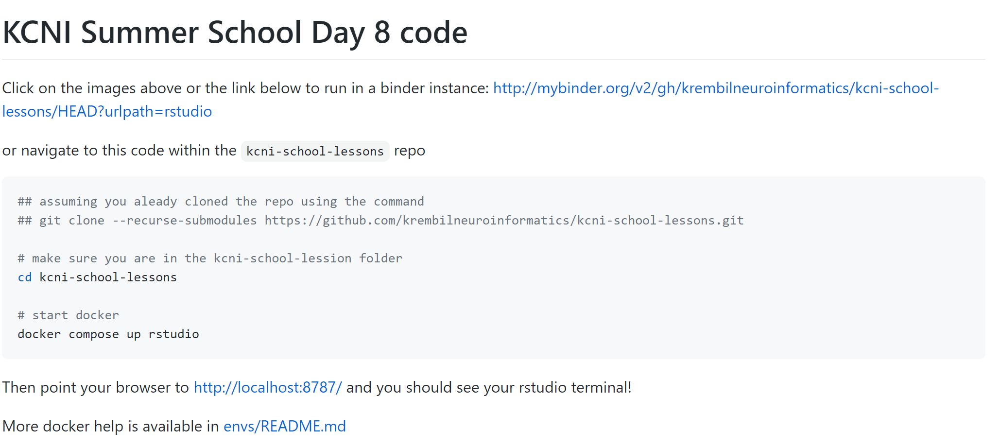 KCNI Summer School Day 8 code
Click on the images above or the link below to run in a binder instance: http://mybinder.org/v2/gh/krembilneuroinformatics/kcni-school-
lessons/HEAD?urlpath=rstudio
or navigate to this code within the kcni-school-lessons repo
## assuming you aleady cloned the repo using the command
## git clone --recurse-submodules https://github.com/krembilneuroinformatics/kcni-school-lessons.git
# make sure you are in the kcni-school-lession folder
cd kcni-school-lessons
# start docker
docker compose up rstudio
Then point your browser to http://localhost:8787/ and you should see your rstudio terminal!
More docker help is available in envs/README.md